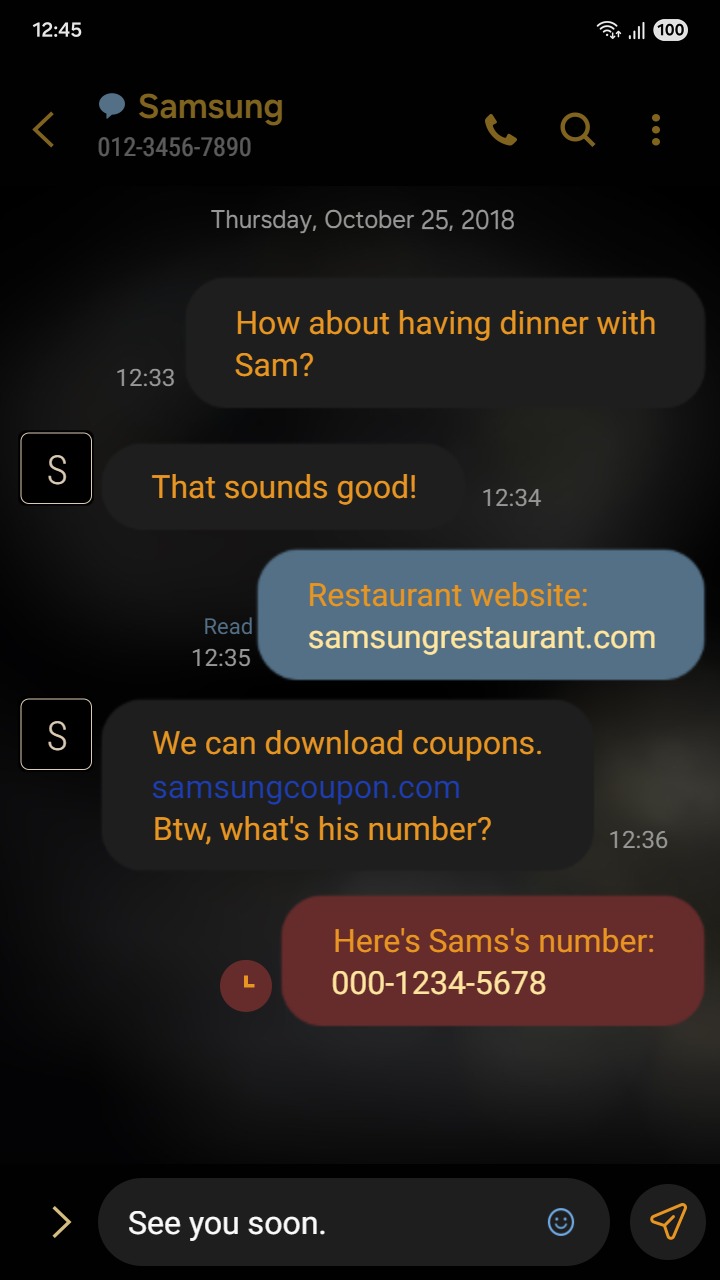 12:45
100
Samsung
012-3456-7890
Thursday, October 25, 2018
How about having dinner with
Sam?
12:33
S
That sounds good!
12:34
Restaurant website:
samsungrestaurant.com
Read
12:35
S
We can download coupons.
samsungcoupon.com
Btw, what's his number?
12:36
Here's Sams's number:
000-1234-5678
See you soon.